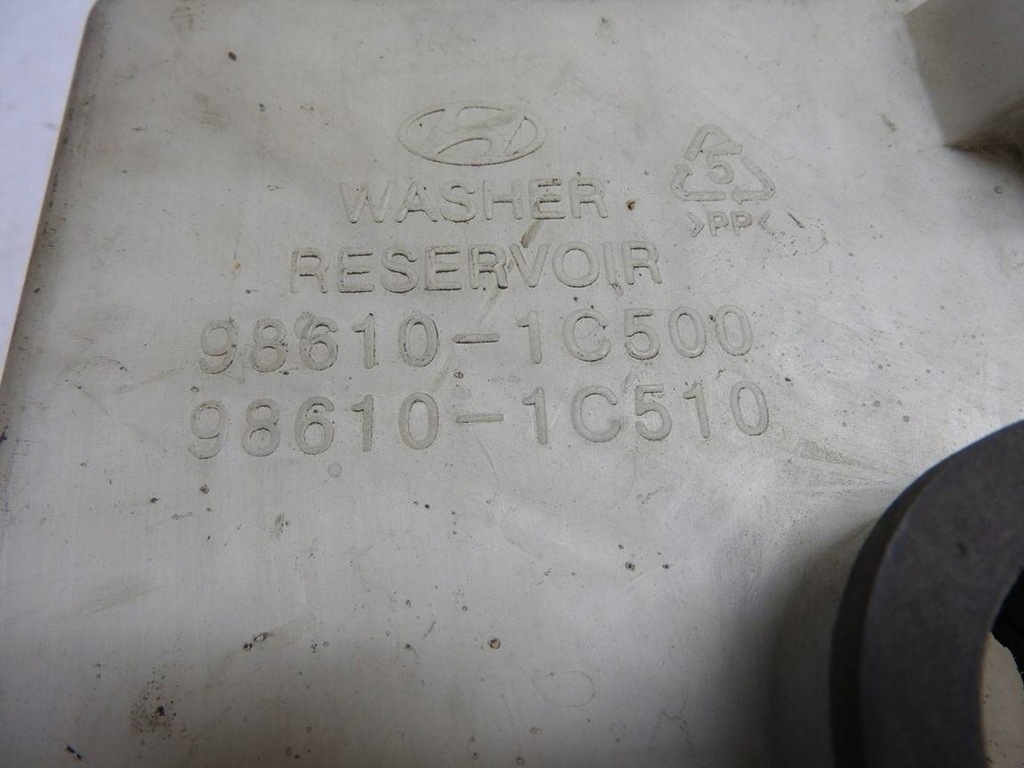 WASHER
RESERVOIR
5
>PP<
98610-1C500
98610-1C510